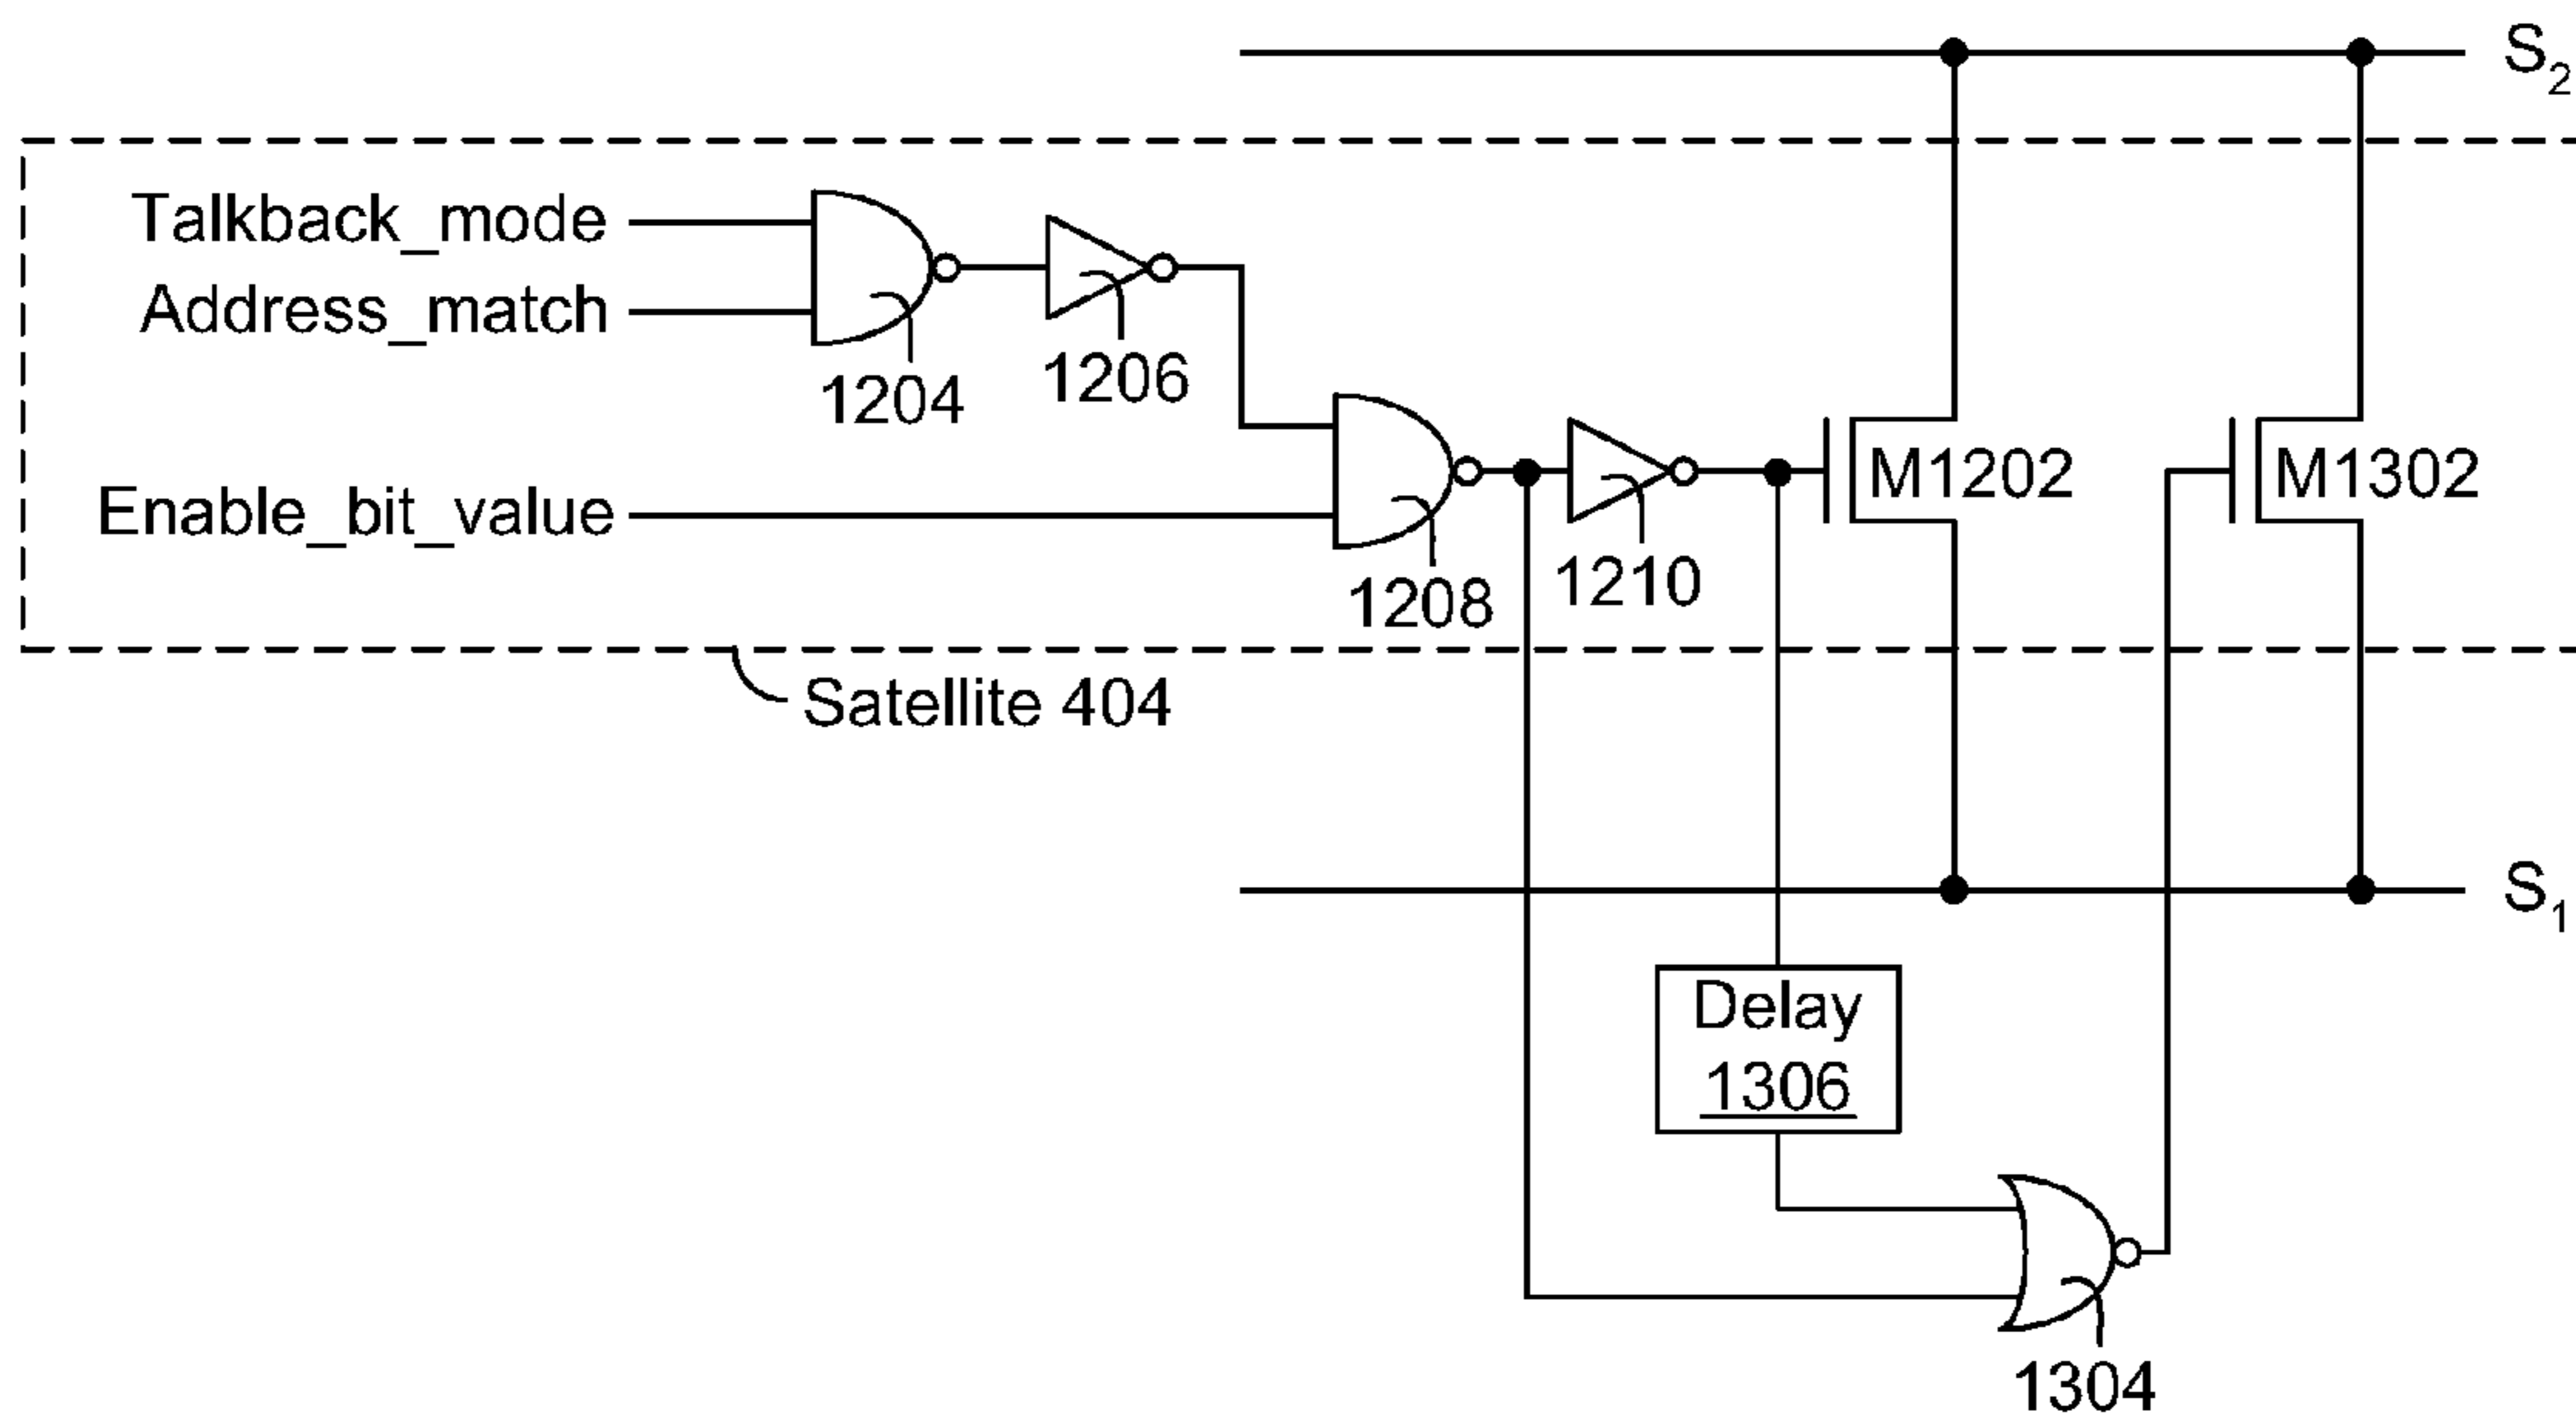 S2
Talkback_mode
Address_match
1204
1206
Enable_bit_value
M1202
M1302
1208
1210
Satellite 404
S1
Delay
1306
1304